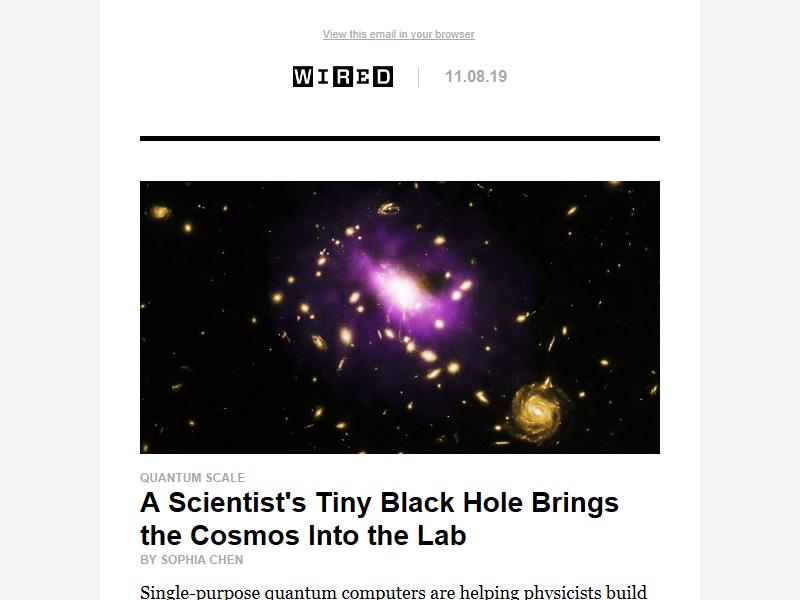 View this email in your browser
WIRED
11.08.19
QUANTUM SCALE
A Scientist's Tiny Black Hole Brings
the Cosmos Into the Lab
BY SOPHIA CHEN
Single-purpose quantum computers are helping physicists build